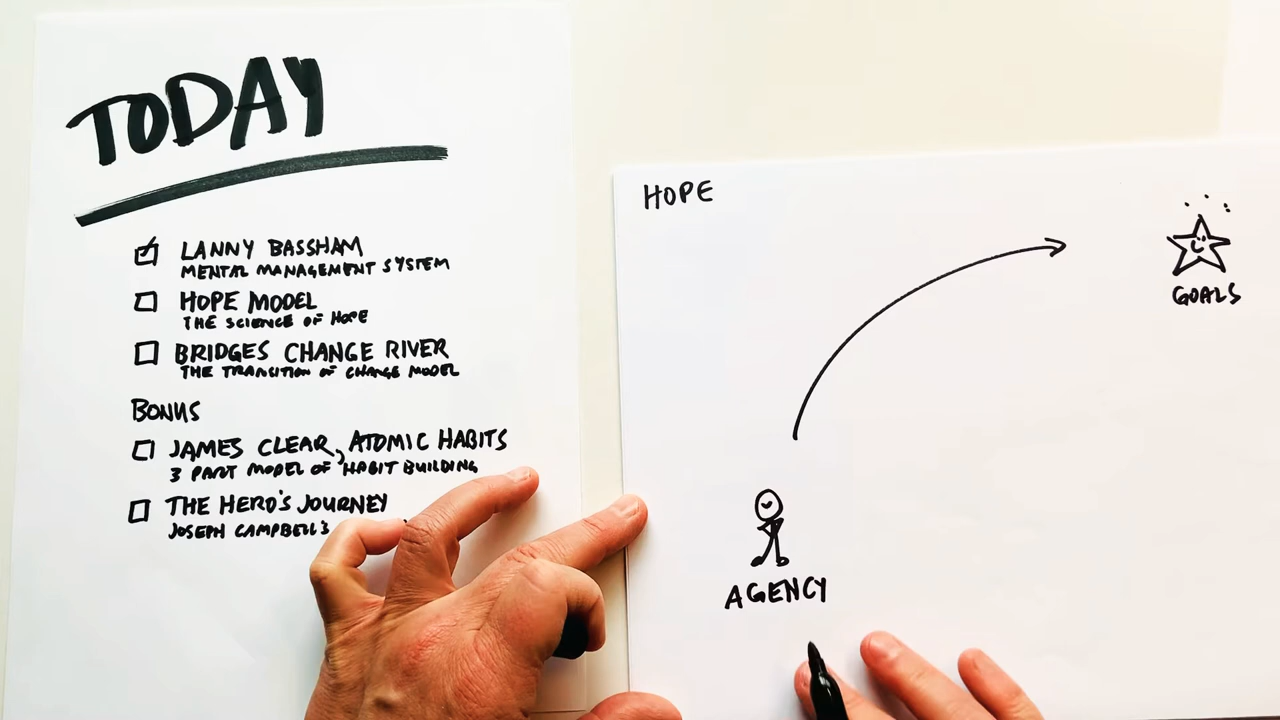 TODAY
LANNY BASSHAM
MENTAL MANAGEMENT SYSTEM
HOPE MODEL
THE SCIENCE OF HOPE
BRIDGES CHANGE RIVER
THE TRANSITION OF CHANGE MODEL
BONUS
JAMES CLEAR, ATOMIC HABITS
3 PART MODEL OF HABIT BUILDING
THE HERO'S JOURNEY
JOSEPH CAMPBELL'S
HOPE
GOALS
AGENCY